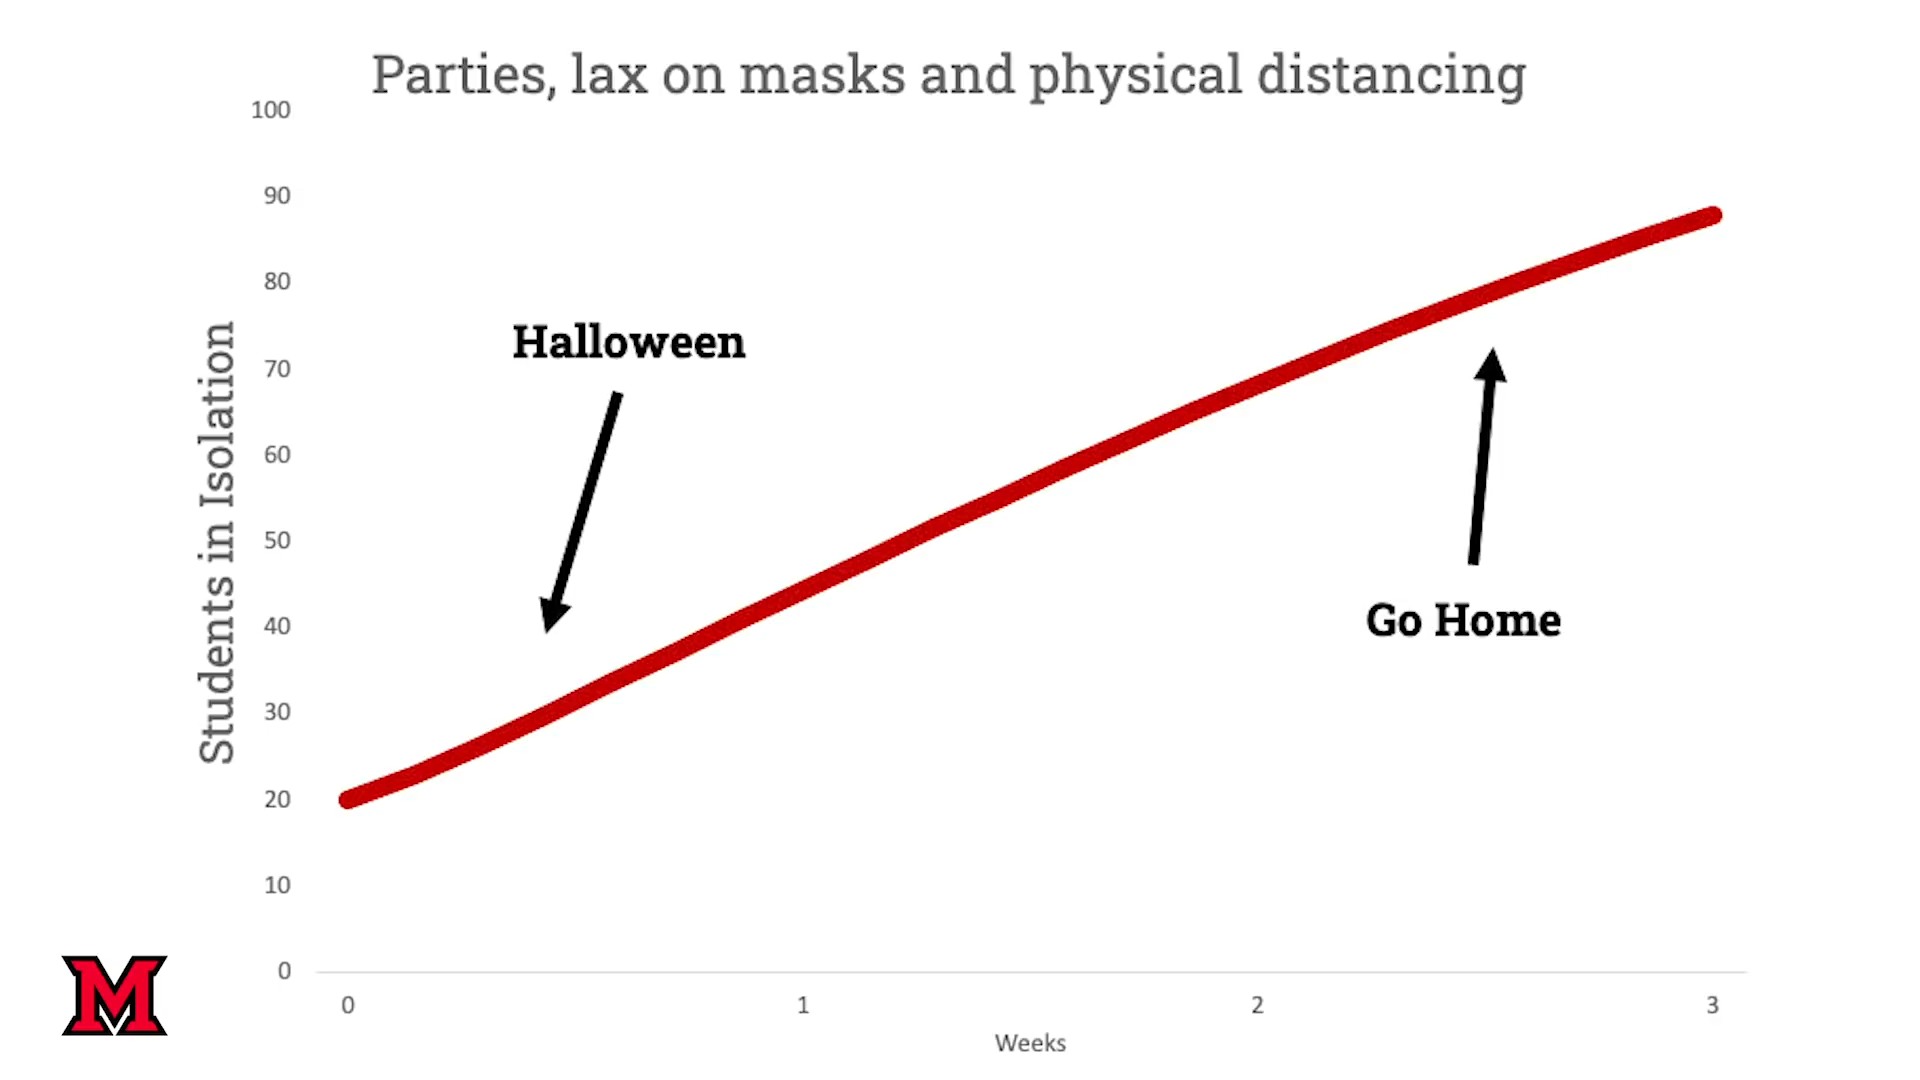 Parties, lax on masks and physical distancing
100
90
80
70
60
50
40
30
20
10
0
Students in Isolation
Halloween
Go Home
0 1 2 3
Weeks
M